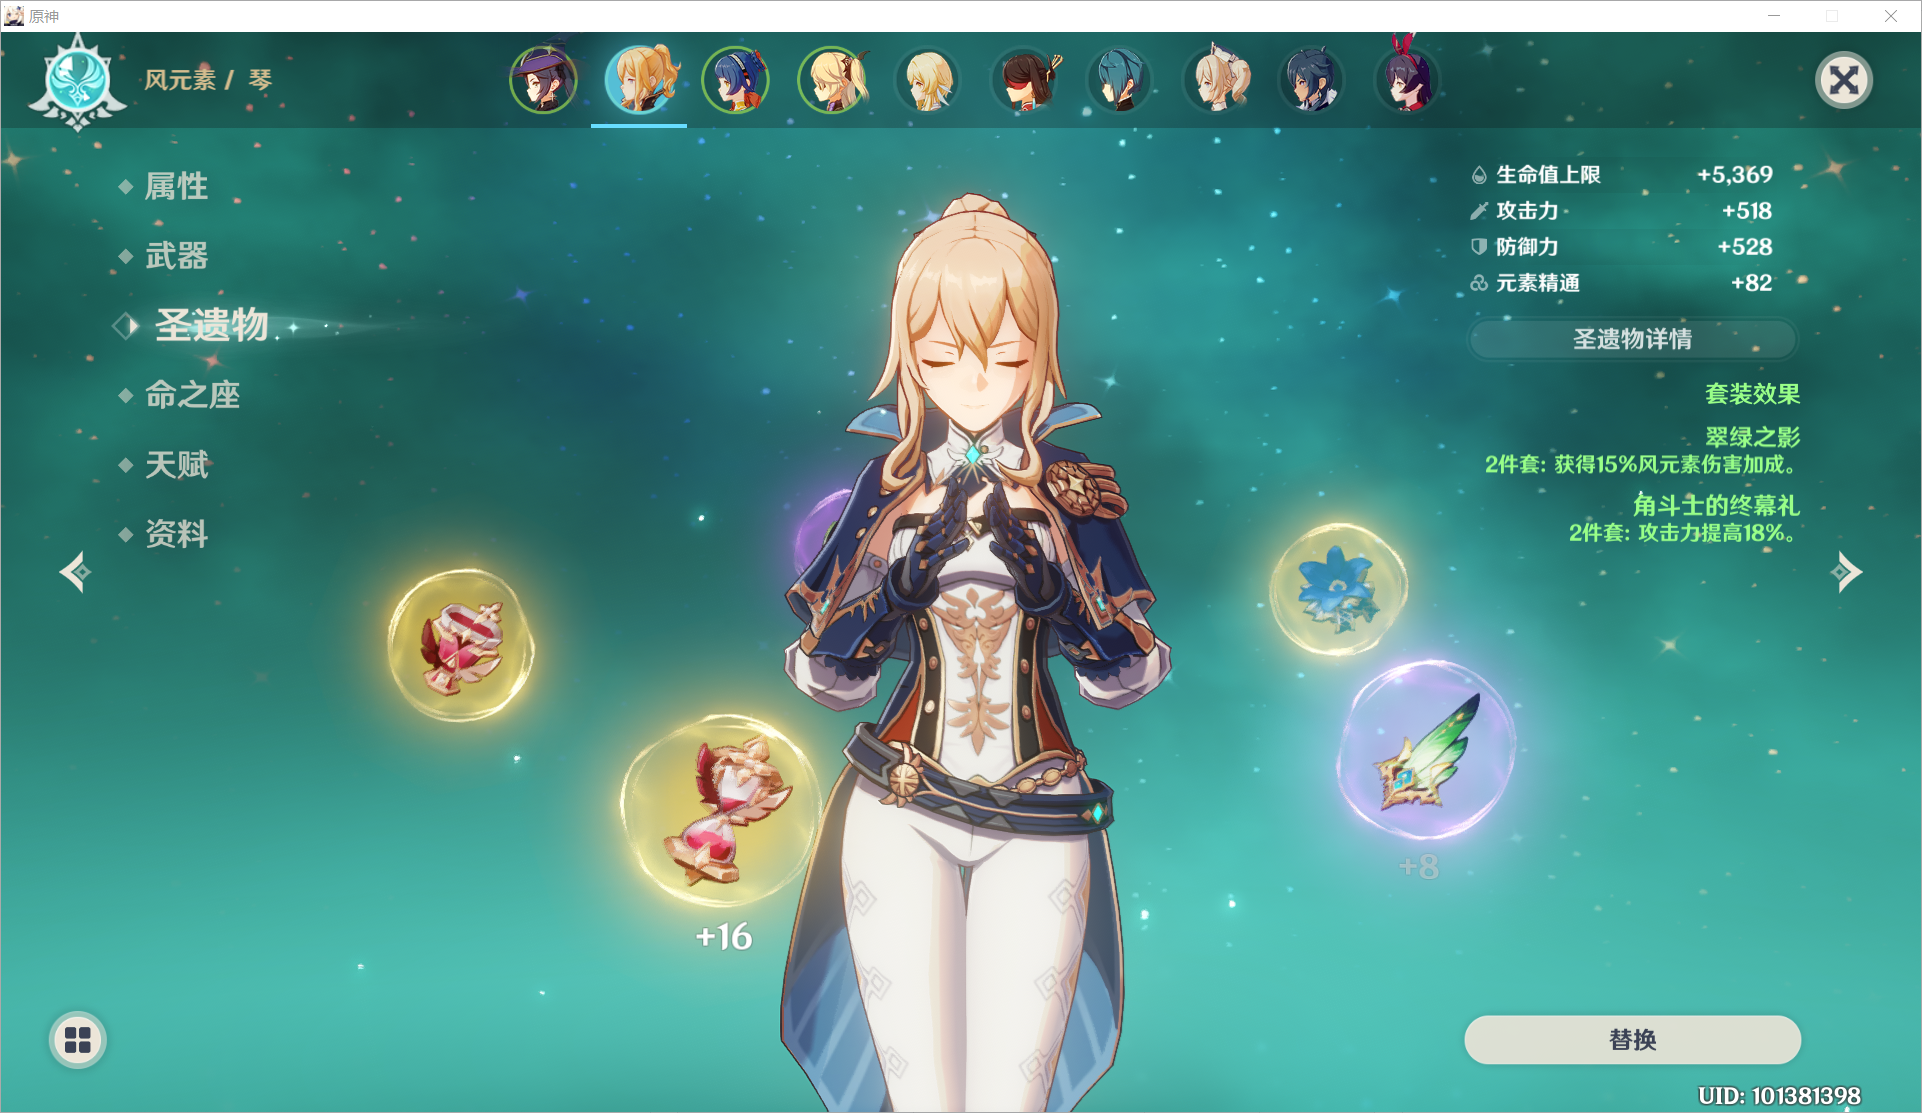 原神
风元素 / 琴
属性
武器
圣遗物
命之座
天赋
资料
生命值上限 +5,369
攻击力 +518
防御力 +528
元素精通 +82
圣遗物详情
套装效果
翠绿之影
2件套: 获得15%风元素伤害加成。
角斗士的终幕礼
2件套: 攻击力提高18%。
+8
+16
替换
UID: 101381398